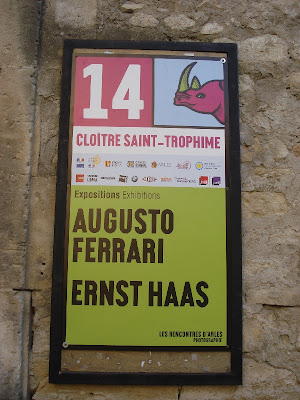 14
CLOÎTRE SAINT-TROPHIME
Expositions Exhibitions
AUGUSTO
FERRARI
ERNST HAAS
LES RENCONTRES D'ARLES
PHOTOGRAPHIE